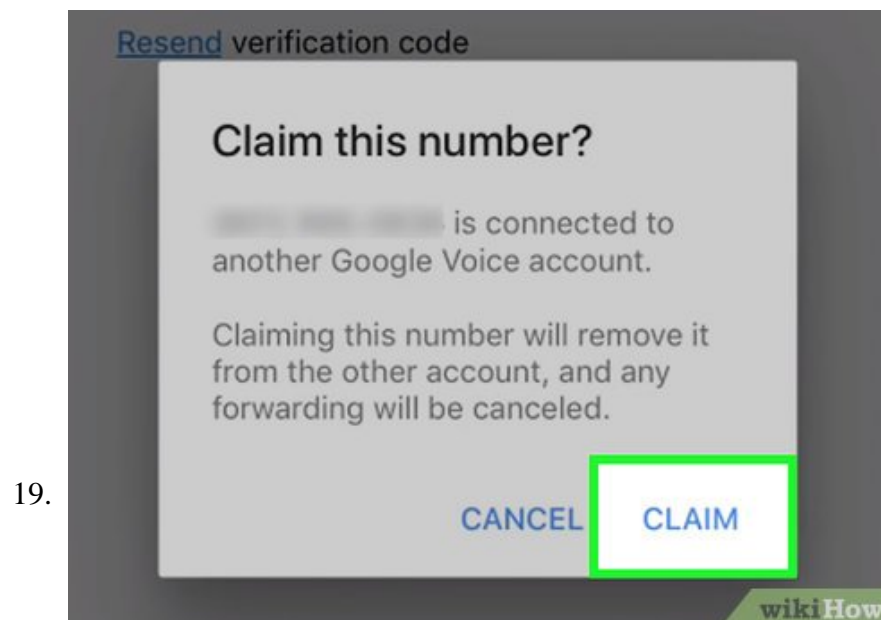 Resend verification code
Claim this number?
is connected to
another Google Voice account.
Claiming this number will remove it
from the other account, and any
forwarding will be canceled.
19.
CANCEL CLAIM
wikiHow